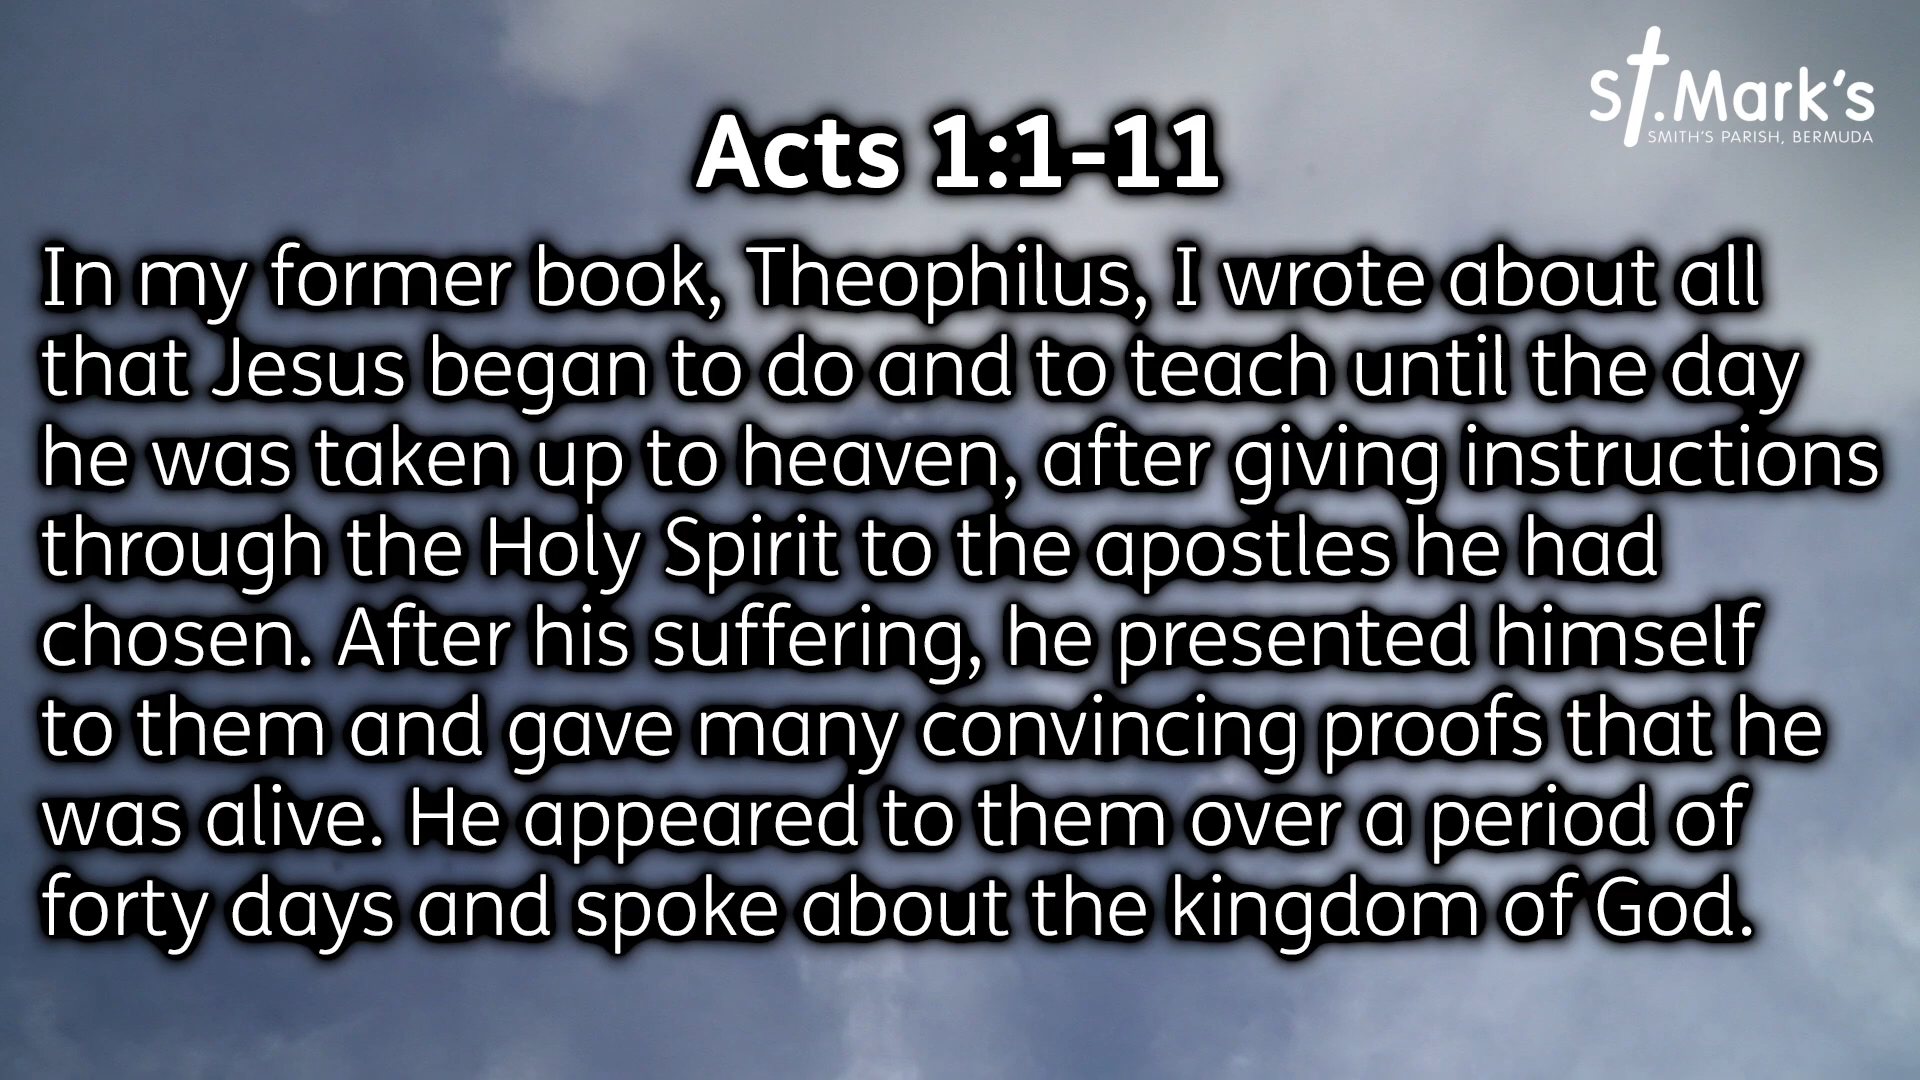 St.Mark's
SMITH'S PARISH, BERMUDA
Acts 1:1-11
In my former book, Theophilus, I wrote about all
that Jesus began to do and to teach until the day
he was taken up to heaven, after giving instructions
through the Holy Spirit to the apostles he had
chosen. After his suffering, he presented himself
to them and gave many convincing proofs that he
was alive. He appeared to them over a period of
forty days and spoke about the kingdom of God.